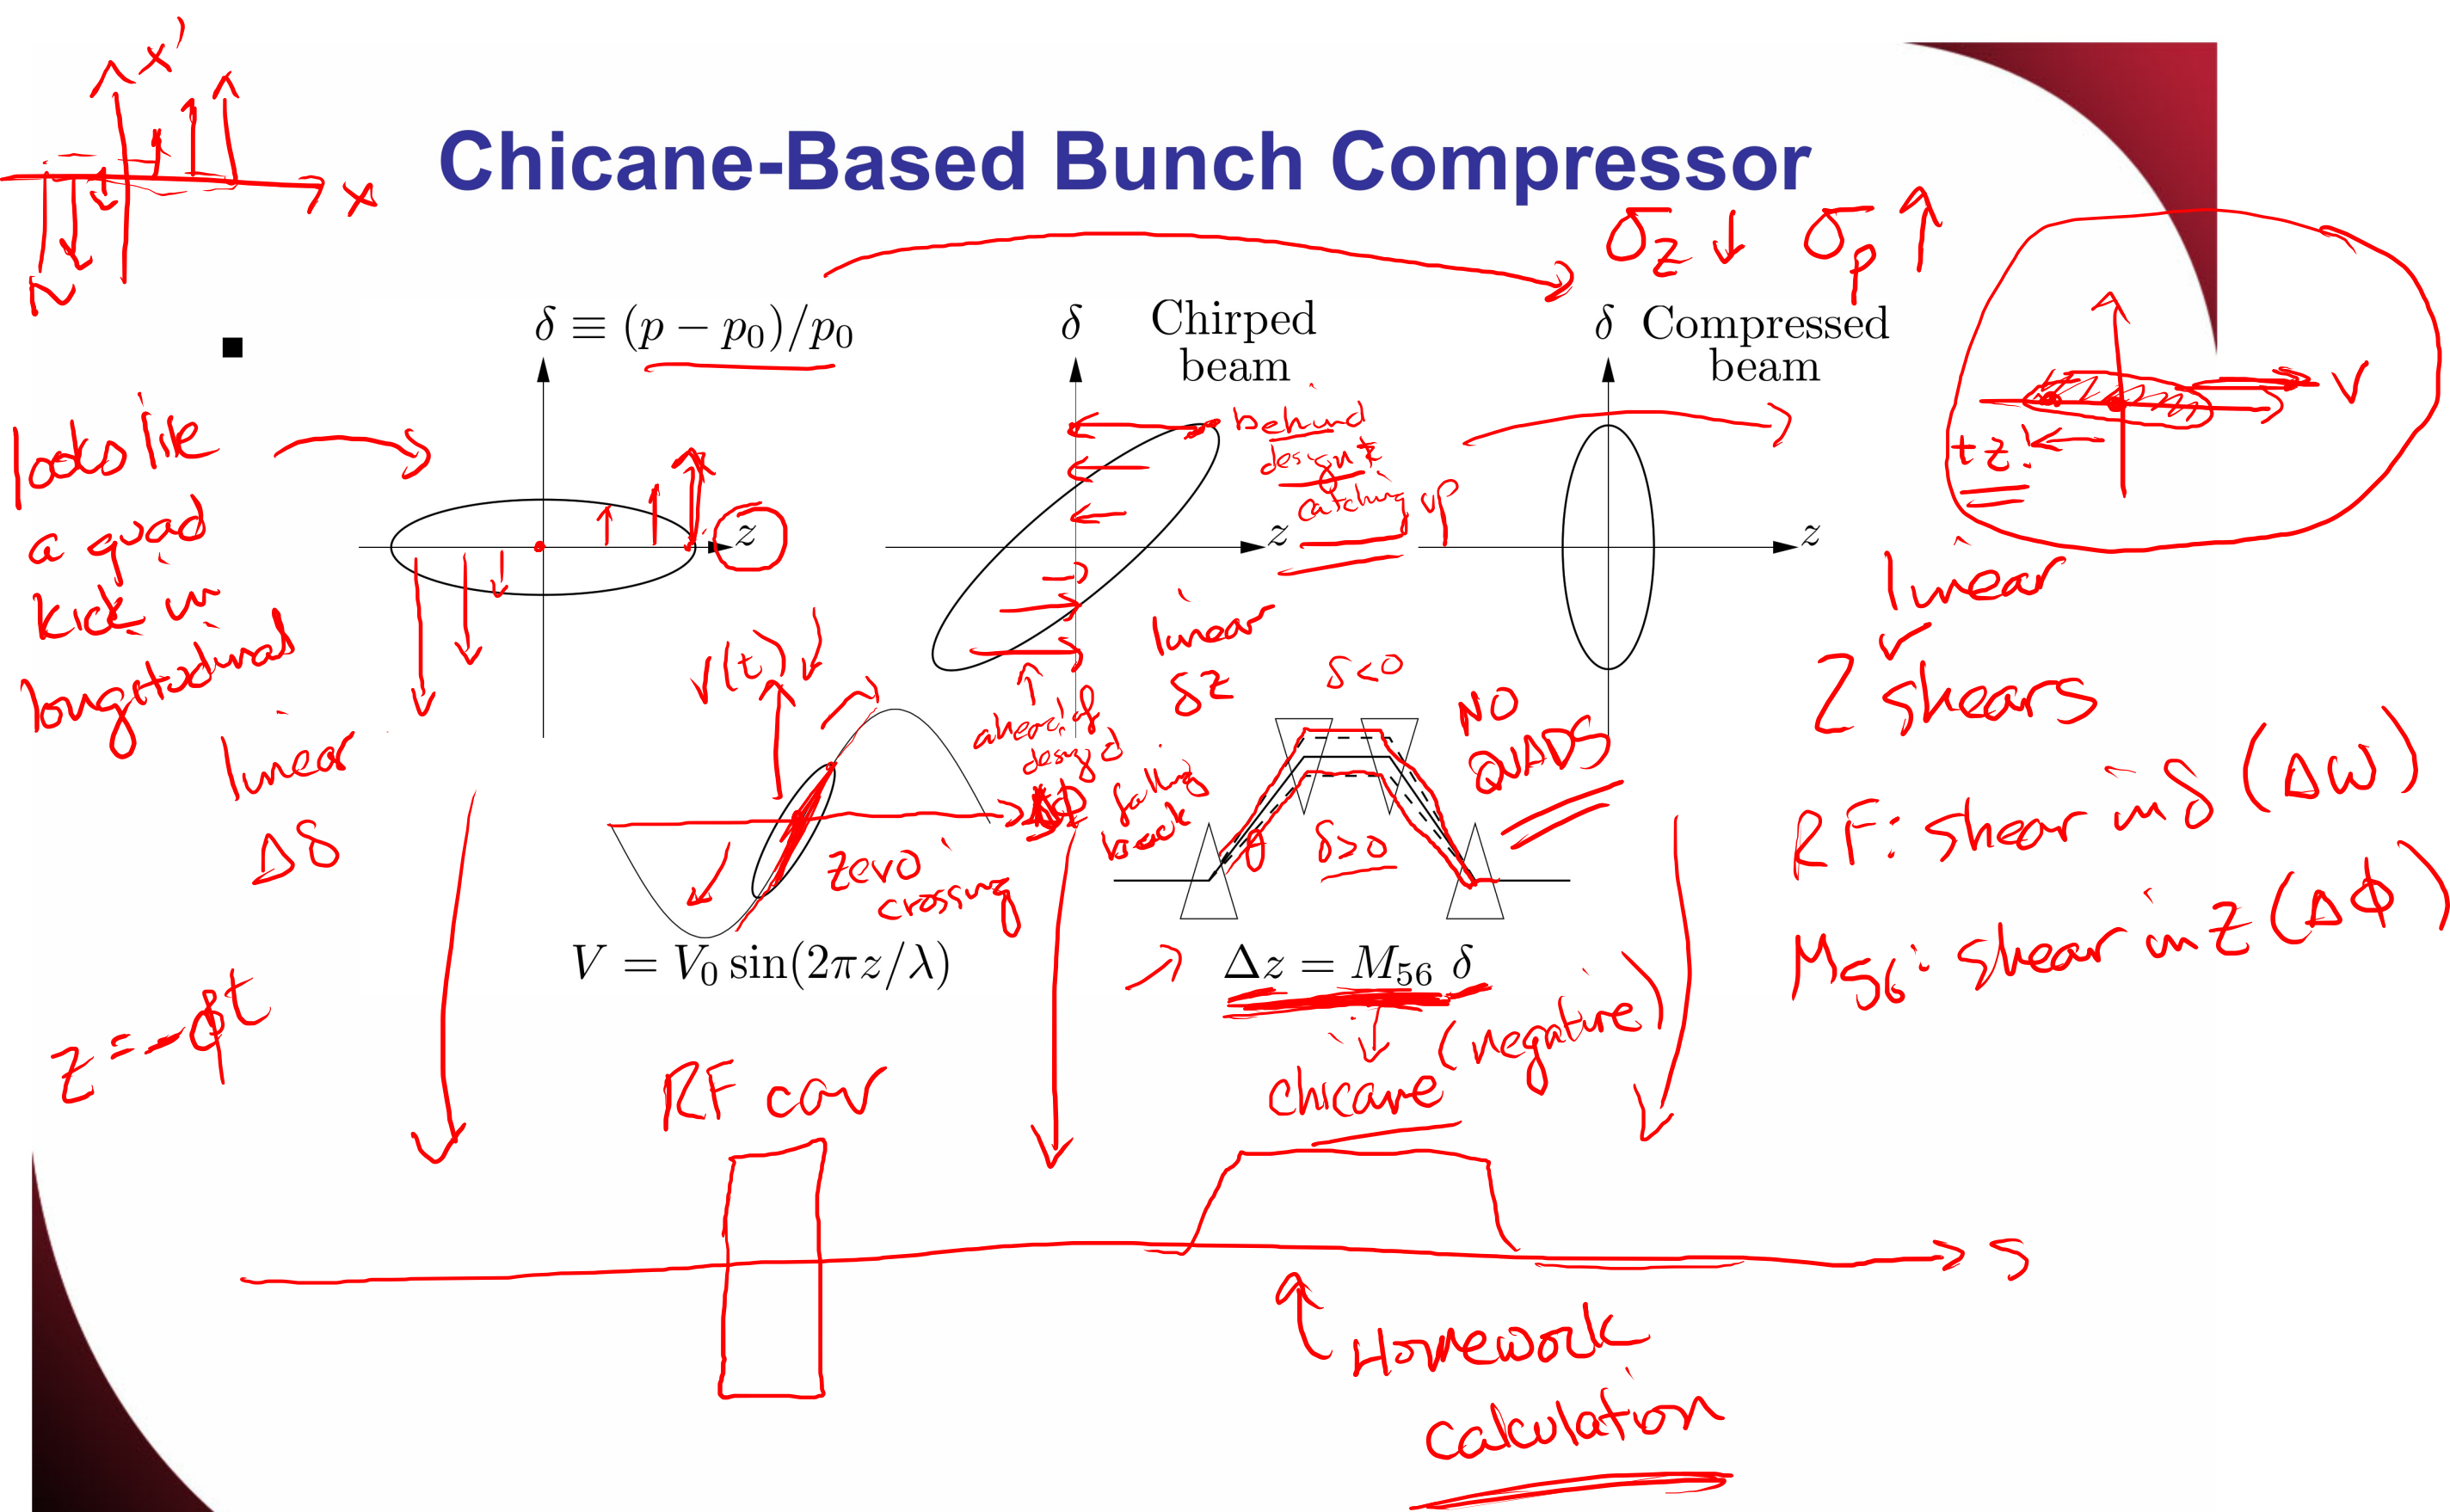 x'
x
Chicane-Based Bunch Compressor
σz ↓ σp ↑
δ ≡ (p − p0)/p0
δ
Chirped
beam
δ
Compressed
beam
looks like
a quad
kick in
longitudinal
linear
Δδ
z
behind
design &
catching up
z
z
v
+z!
V(t)
ahead of
design &
falling
back
linear
δz
δ<0
δ>0
NO
QUADS
zero
crossing
V = V0 sin(2πz/λ)
Δz = M56 δ
chicane (negative)
linear
2 shears
RF: shear in δ (Δω)
M56: shear in z (Δϕ)
RF cav
s
Homework
calculation